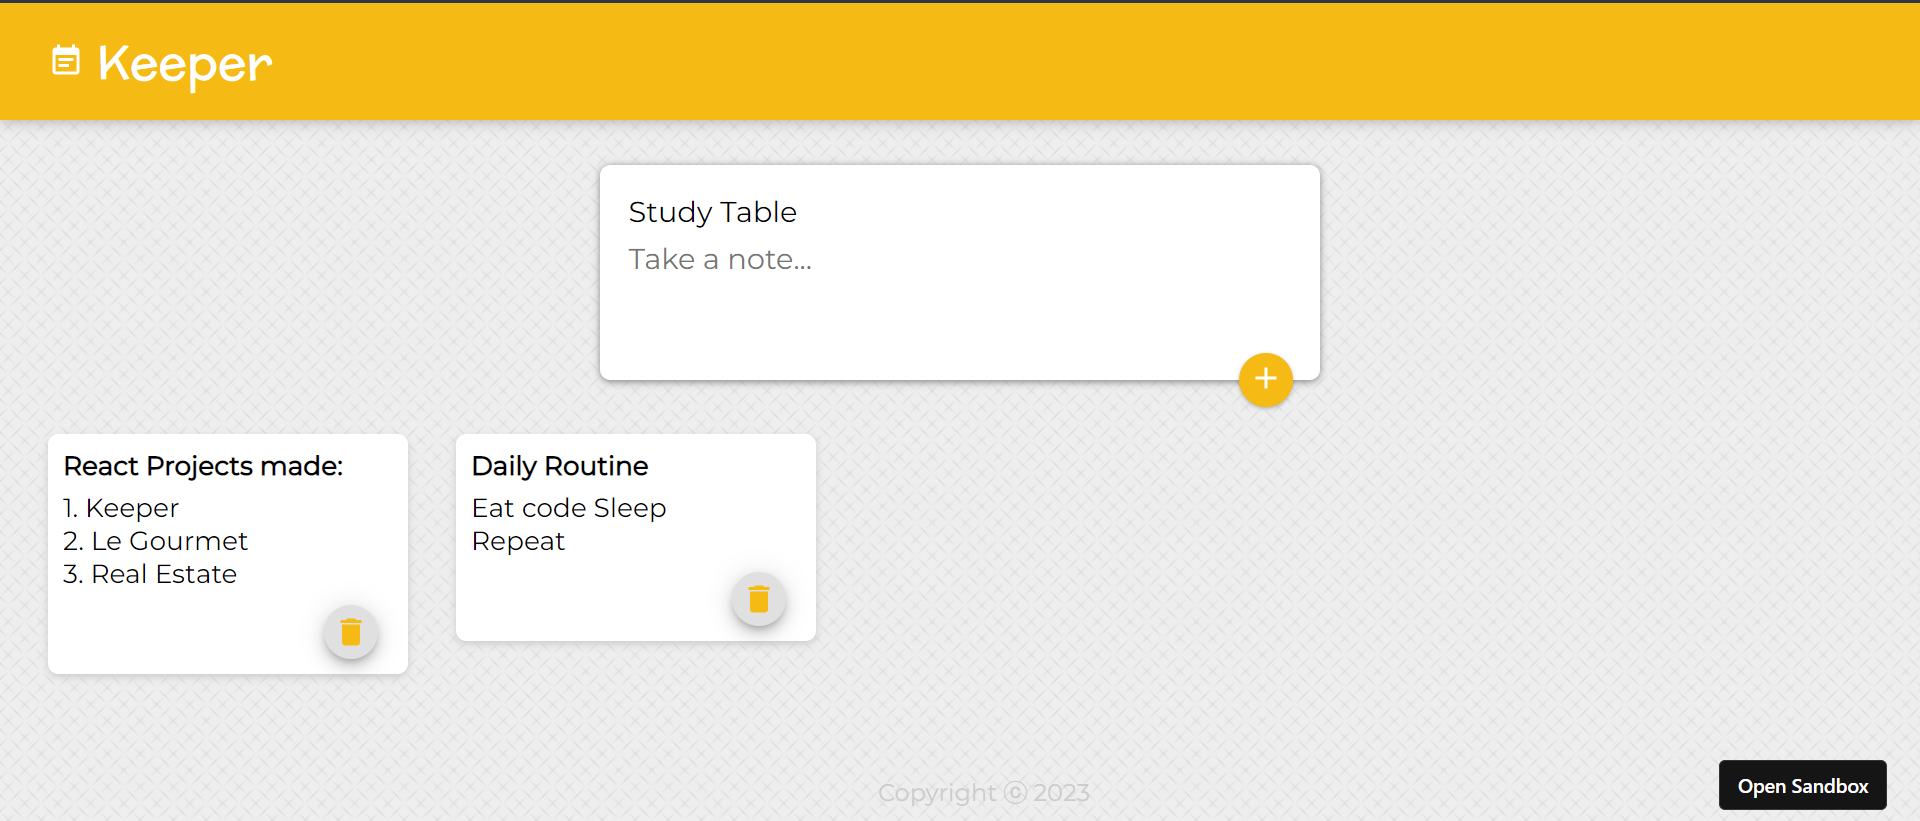 Keeper
Study Table
Take a note...
React Projects made:
1. Keeper
2. Le Gourmet
3. Real Estate
Daily Routine
Eat code Sleep
Repeat
Copyright ⓒ 2023
Open Sandbox